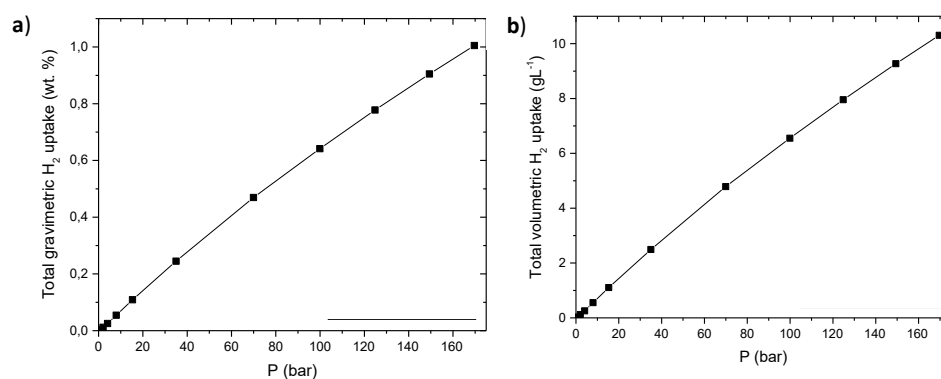 a)
Total gravimetric H₂ uptake (wt. %)
1,0
0,8
0,6
0,4
0,2
0,0
0 20 40 60 80 100 120 140 160
P (bar)
b)
Total volumetric H₂ uptake (gL⁻¹)
10
8
6
4
2
0
0 20 40 60 80 100 120 140 160
P (bar)